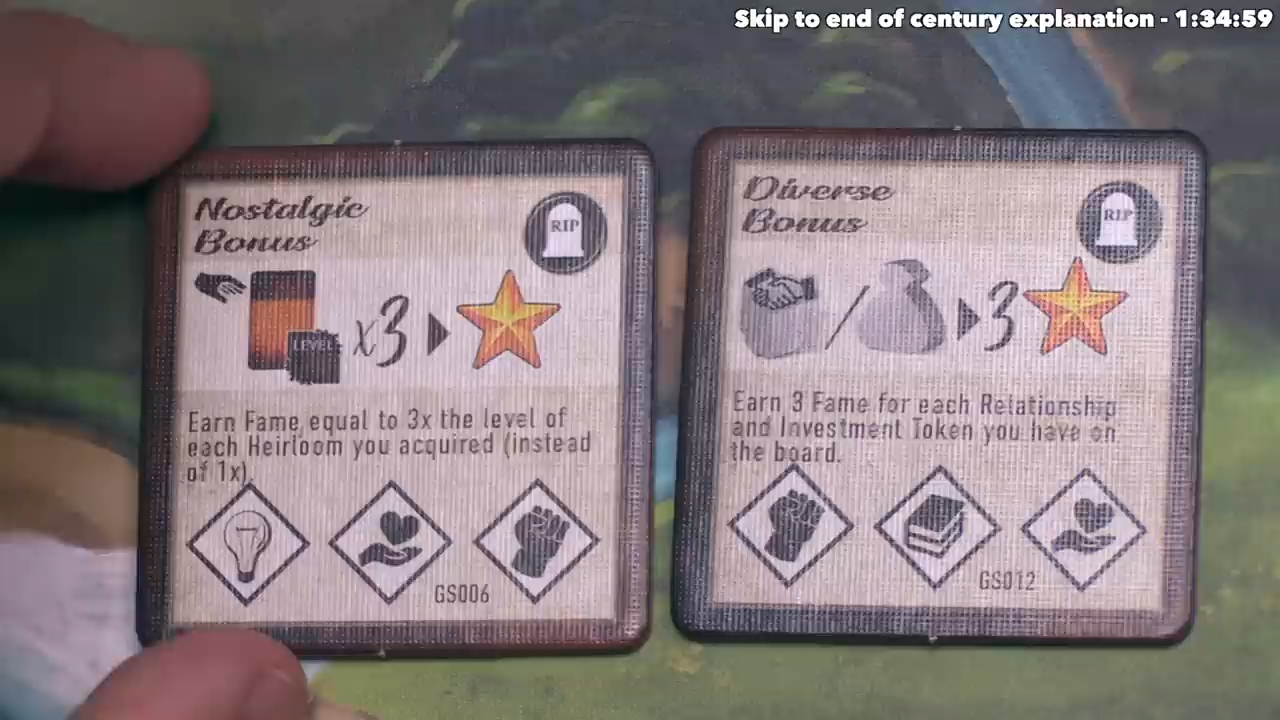 Skip to end of century explanation - 1:34:59
Nostalgic
Bonus
RIP
LEVEL
x3
Earn Fame equal to 3x the level of
each Heirloom you acquired (instead
of 1x).
GS006
Diverse
Bonus
RIP
3
Earn 3 Fame for each Relationship
and Investment Token you have on
the board.
GS012